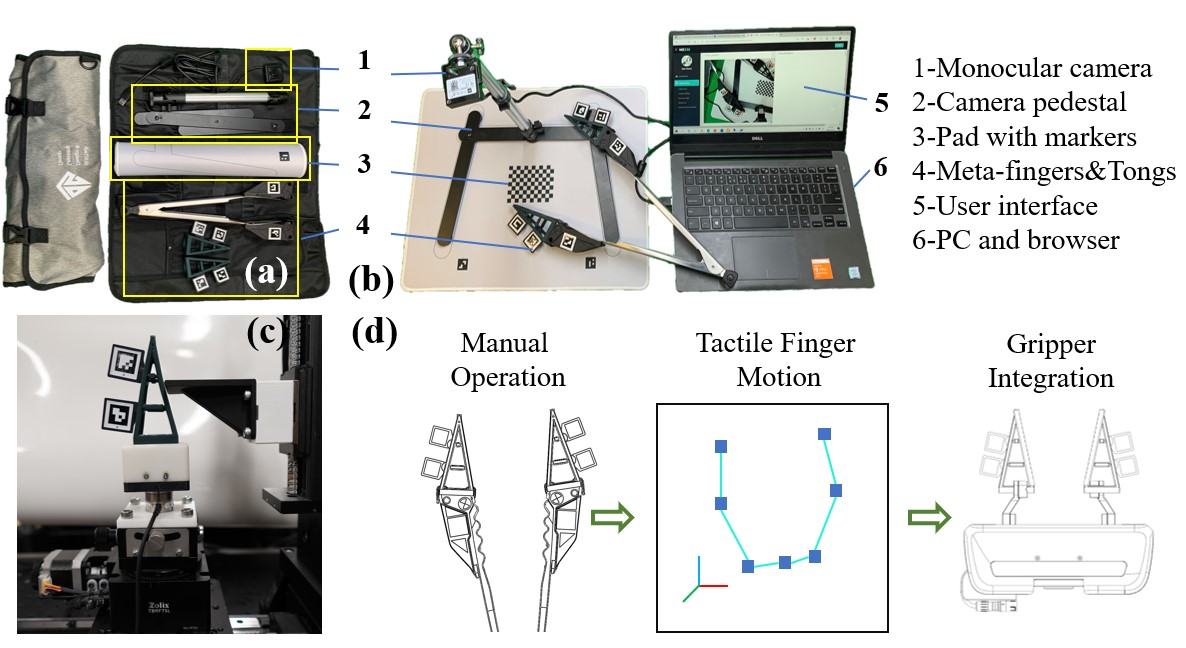 1
2
3
4
5
6
1-Monocular camera
2-Camera pedestal
3-Pad with markers
4-Meta-fingers&Tongs
5-User interface
6-PC and browser
(a)
(b)
DELL
(c)
Zolix
(d)
Manual
Operation
Tactile Finger
Motion
Gripper
Integration